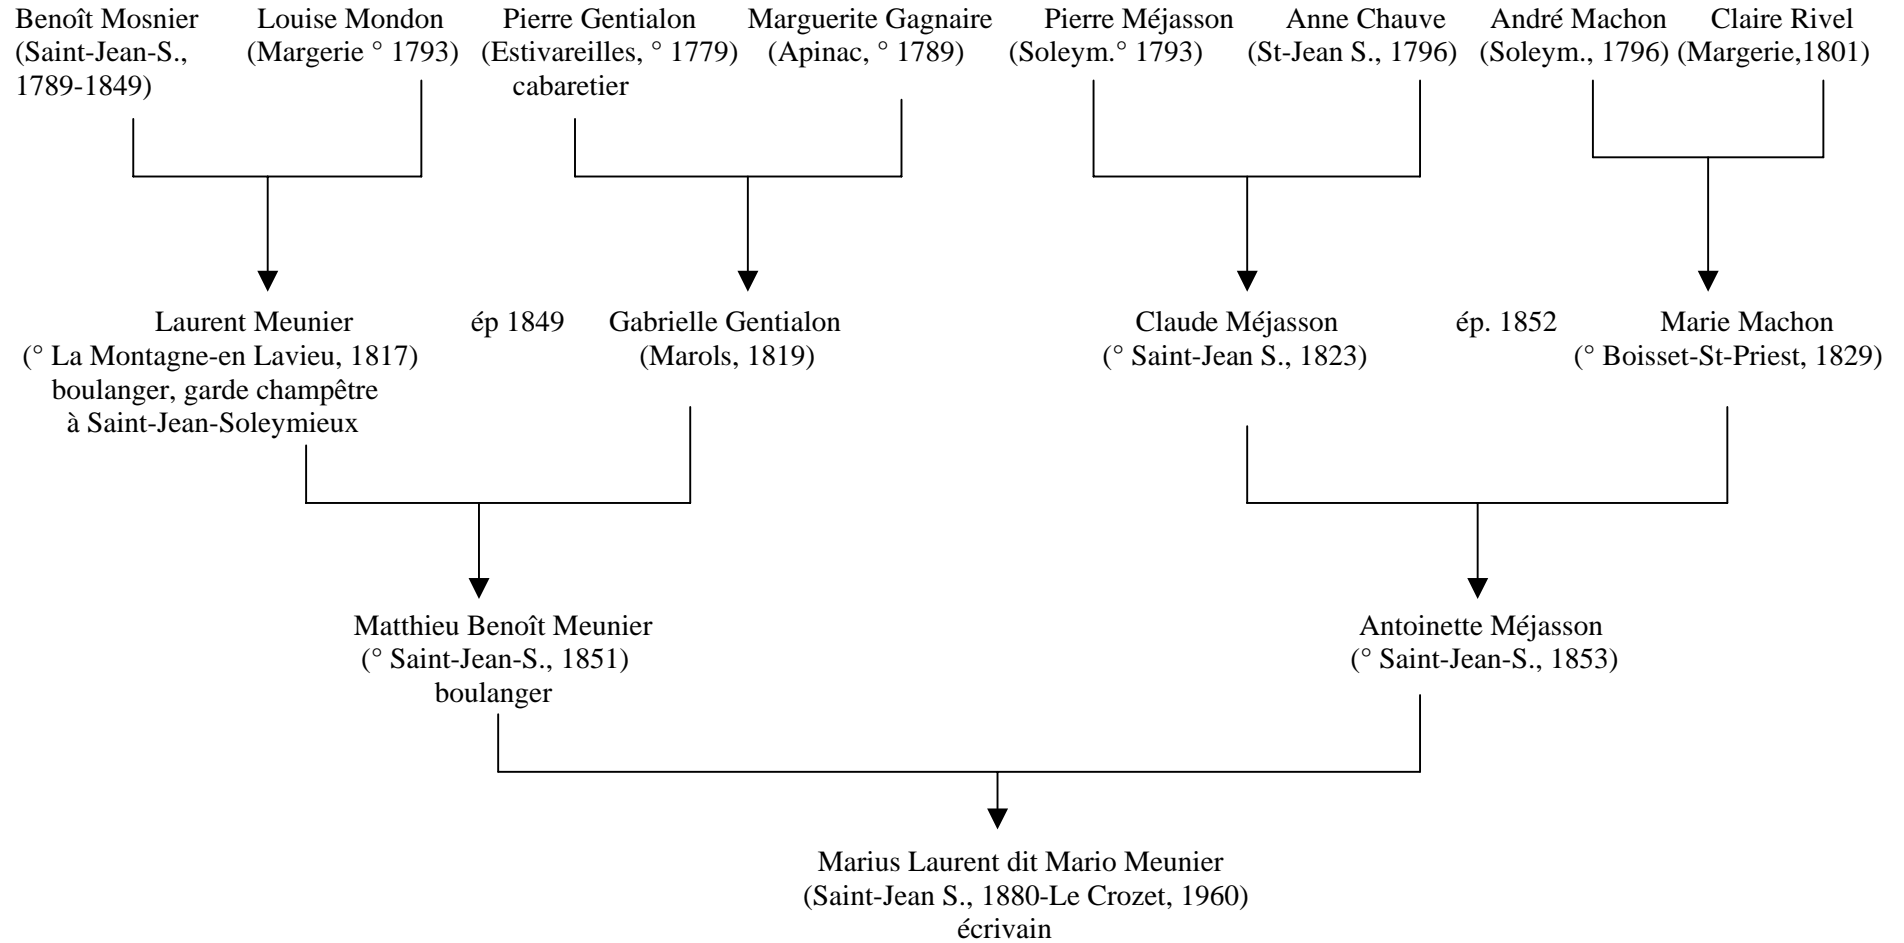 Benoît Mosnier
(Saint-Jean-S.,
1789-1849)
Louise Mondon
(Margerie ° 1793)
Pierre Gentialon
(Estivareilles, ° 1779)
cabaretier
Marguerite Gagnaire
(Apinac, ° 1789)
Pierre Méjasson
(Soleym.° 1793)
Anne Chauve
(St-Jean S., 1796)
André Machon
(Soleym., 1796)
Claire Rivel
(Margerie,1801)
Laurent Meunier
(° La Montagne-en Lavieu, 1817)
boulanger, garde champêtre
à Saint-Jean-Soleymieux
ép 1849
Gabrielle Gentialon
(Marols, 1819)
Claude Méjasson
(° Saint-Jean S., 1823)
ép. 1852
Marie Machon
(° Boisset-St-Priest, 1829)
Matthieu Benoît Meunier
(° Saint-Jean-S., 1851)
boulanger
Antoinette Méjasson
(° Saint-Jean-S., 1853)
Marius Laurent dit Mario Meunier
(Saint-Jean S., 1880-Le Crozet, 1960)
écrivain